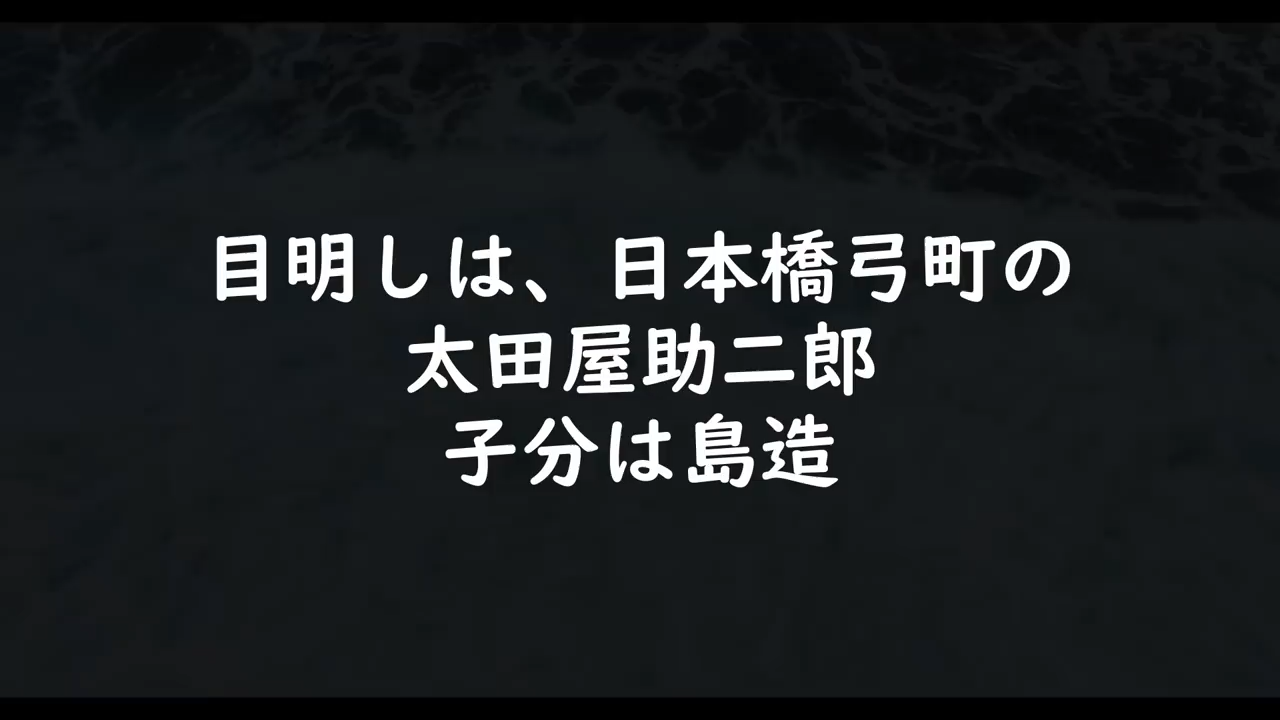 目明しは、日本橋弓町の
太田屋助二郎
子分は島造